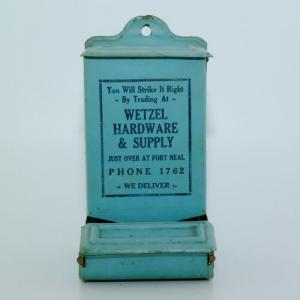 You Will Strike It Right
- By Trading At -
WETZEL
HARDWARE
& SUPPLY
JUST OVER AT FORT NEAL
PHONE 1762
WE DELIVER